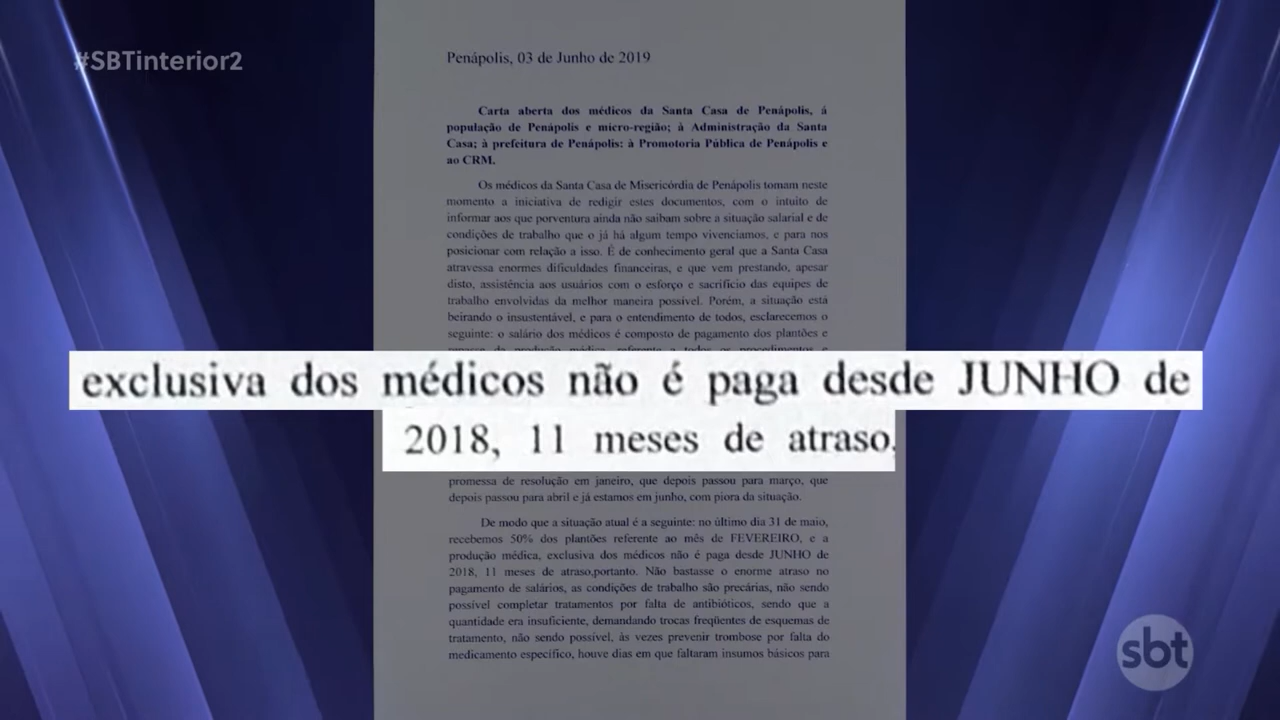 #SBTinterior2
Penápolis, 03 de Junho de 2019
Carta aberta dos médicos da Santa Casa de Penápolis, á
população de Penápolis e micro-região; à Administração da Santa
Casa; à prefeitura de Penápolis: à Promotoria Pública de Penápolis e
ao CRM.
Os médicos da Santa Casa de Misericórdia de Penápolis tomam neste
momento a iniciativa de redigir estes documentos, com o intuito de
informar aos que porventura ainda não saibam sobre a situação salarial e de
condições de trabalho que o já há algum tempo vivenciamos, e para nos
posicionar com relação a isso. É de conhecimento geral que a Santa Casa
atravessa enormes dificuldades financeiras, e que vem prestando, apesar
disto, assistência aos usuários com o esforço e sacrifício das equipes de
trabalho envolvidas da melhor maneira possível. Porém, a situação está
beirando o insustentável, e para o entendimento de todos, esclarecemos o
seguinte: o salário dos médicos é composto de pagamento dos plantões e
exclusiva dos médicos não é paga desde JUNHO de
2018, 11 meses de atraso,
promessa de resolução em janeiro, que depois passou para março, que
depois passou para abril e já estamos em junho, com piora da situação.
De modo que a situação atual é a seguinte: no último dia 31 de maio,
recebemos 50% dos plantões referente ao mês de FEVEREIRO, e a
produção médica, exclusiva dos médicos não é paga desde JUNHO de
2018, 11 meses de atraso,portanto. Não bastasse o enorme atraso no
pagamento de salários, as condições de trabalho são precárias, não sendo
possível completar tratamentos por falta de antibióticos, sendo que a
quantidade era insuficiente, demandando trocas freqüentes de esquemas de
tratamento, não sendo possível, às vezes prevenir trombose por falta do
medicamento específico, houve dias em que faltaram insumos básicos para
sbt